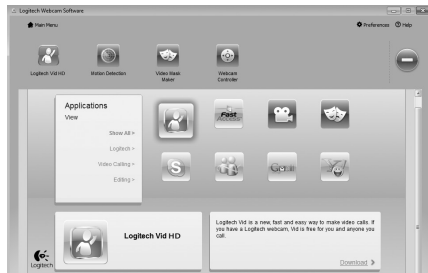 Logitech Webcam Software
Main Menu
Preferences
Help
Logitech Vid HD
Motion Detection
Video Mask
Maker
Webcam
Controller
Applications
View
Show All >
Logitech >
Video Calling >
Editing >
Fast
Access
Gmail
Logitech
Logitech Vid HD
Logitech Vid is a new, fast and easy way to make video calls. If
you have a Logitech webcam, Vid is free for you and anyone you
call.
Download >